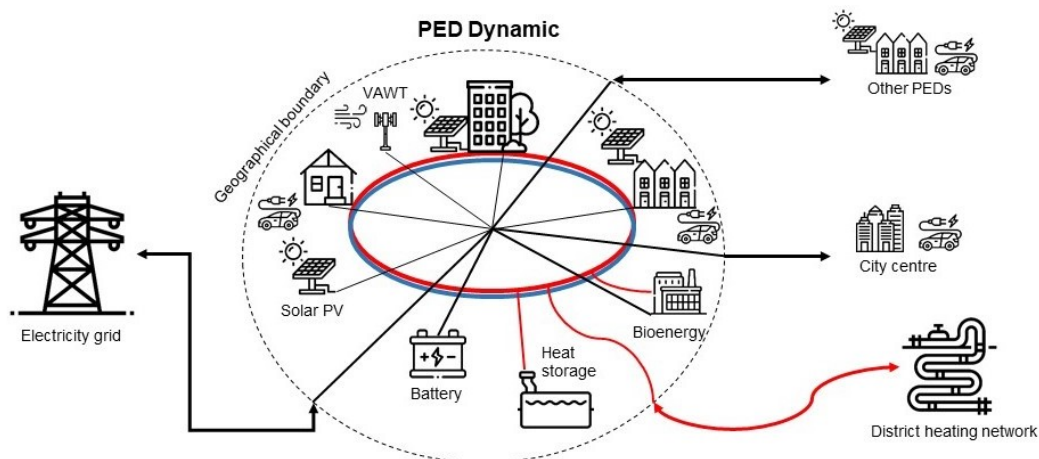 PED Dynamic
Geographical boundary
VAWT
Other PEDs
City centre
Solar PV
Electricity grid
Battery
Heat
storage
Bioenergy
District heating network